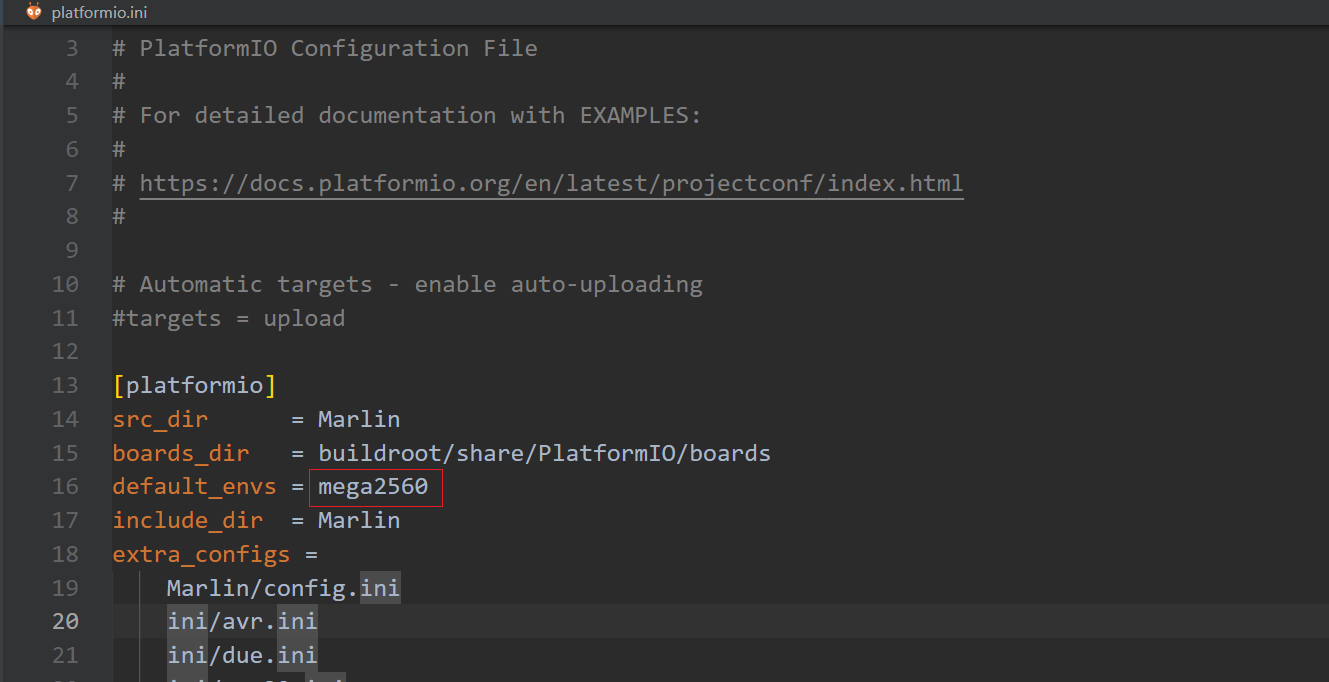 platformio.ini
3 # PlatformIO Configuration File
4 #
5 # For detailed documentation with EXAMPLES:
6 #
7 # https://docs.platformio.org/en/latest/projectconf/index.html
8 #
9
10 # Automatic targets - enable auto-uploading
11 #targets = upload
12
13 [platformio]
14 src_dir = Marlin
15 boards_dir = buildroot/share/PlatformIO/boards
16 default_envs = mega2560
17 include_dir = Marlin
18 extra_configs =
19 Marlin/config.ini
20 ini/avr.ini
21 ini/due.ini